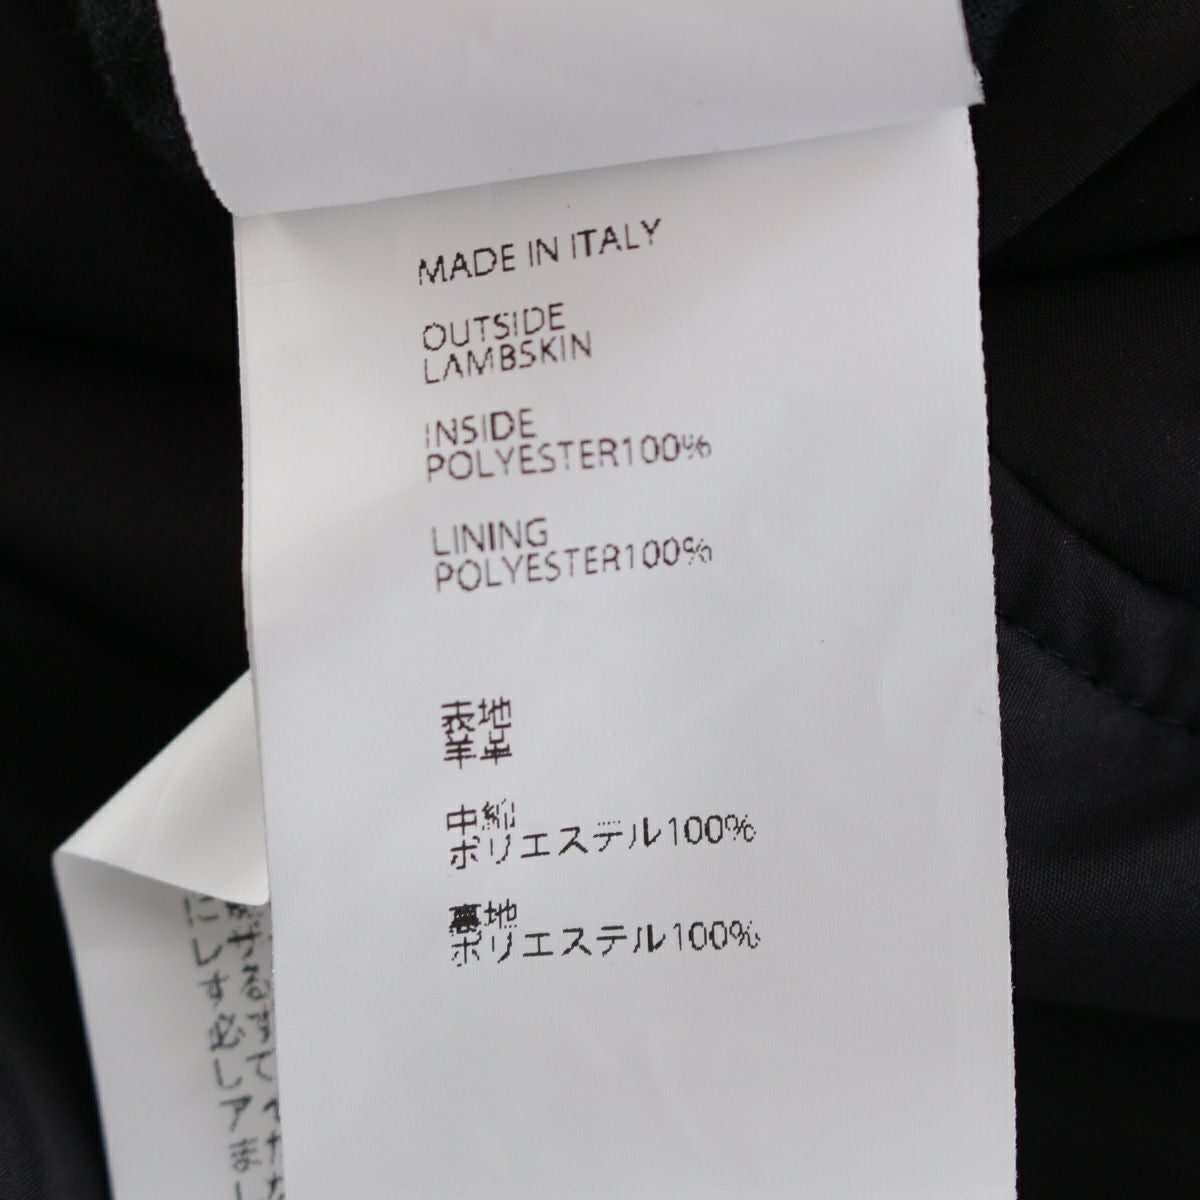 MADE IN ITALY
OUTSIDE
LAMBSKIN
INSIDE
POLYESTER100%
LINING
POLYESTER100%
表地
羊革
中綿
ポリエステル100%
裏地
ポリエステル100%